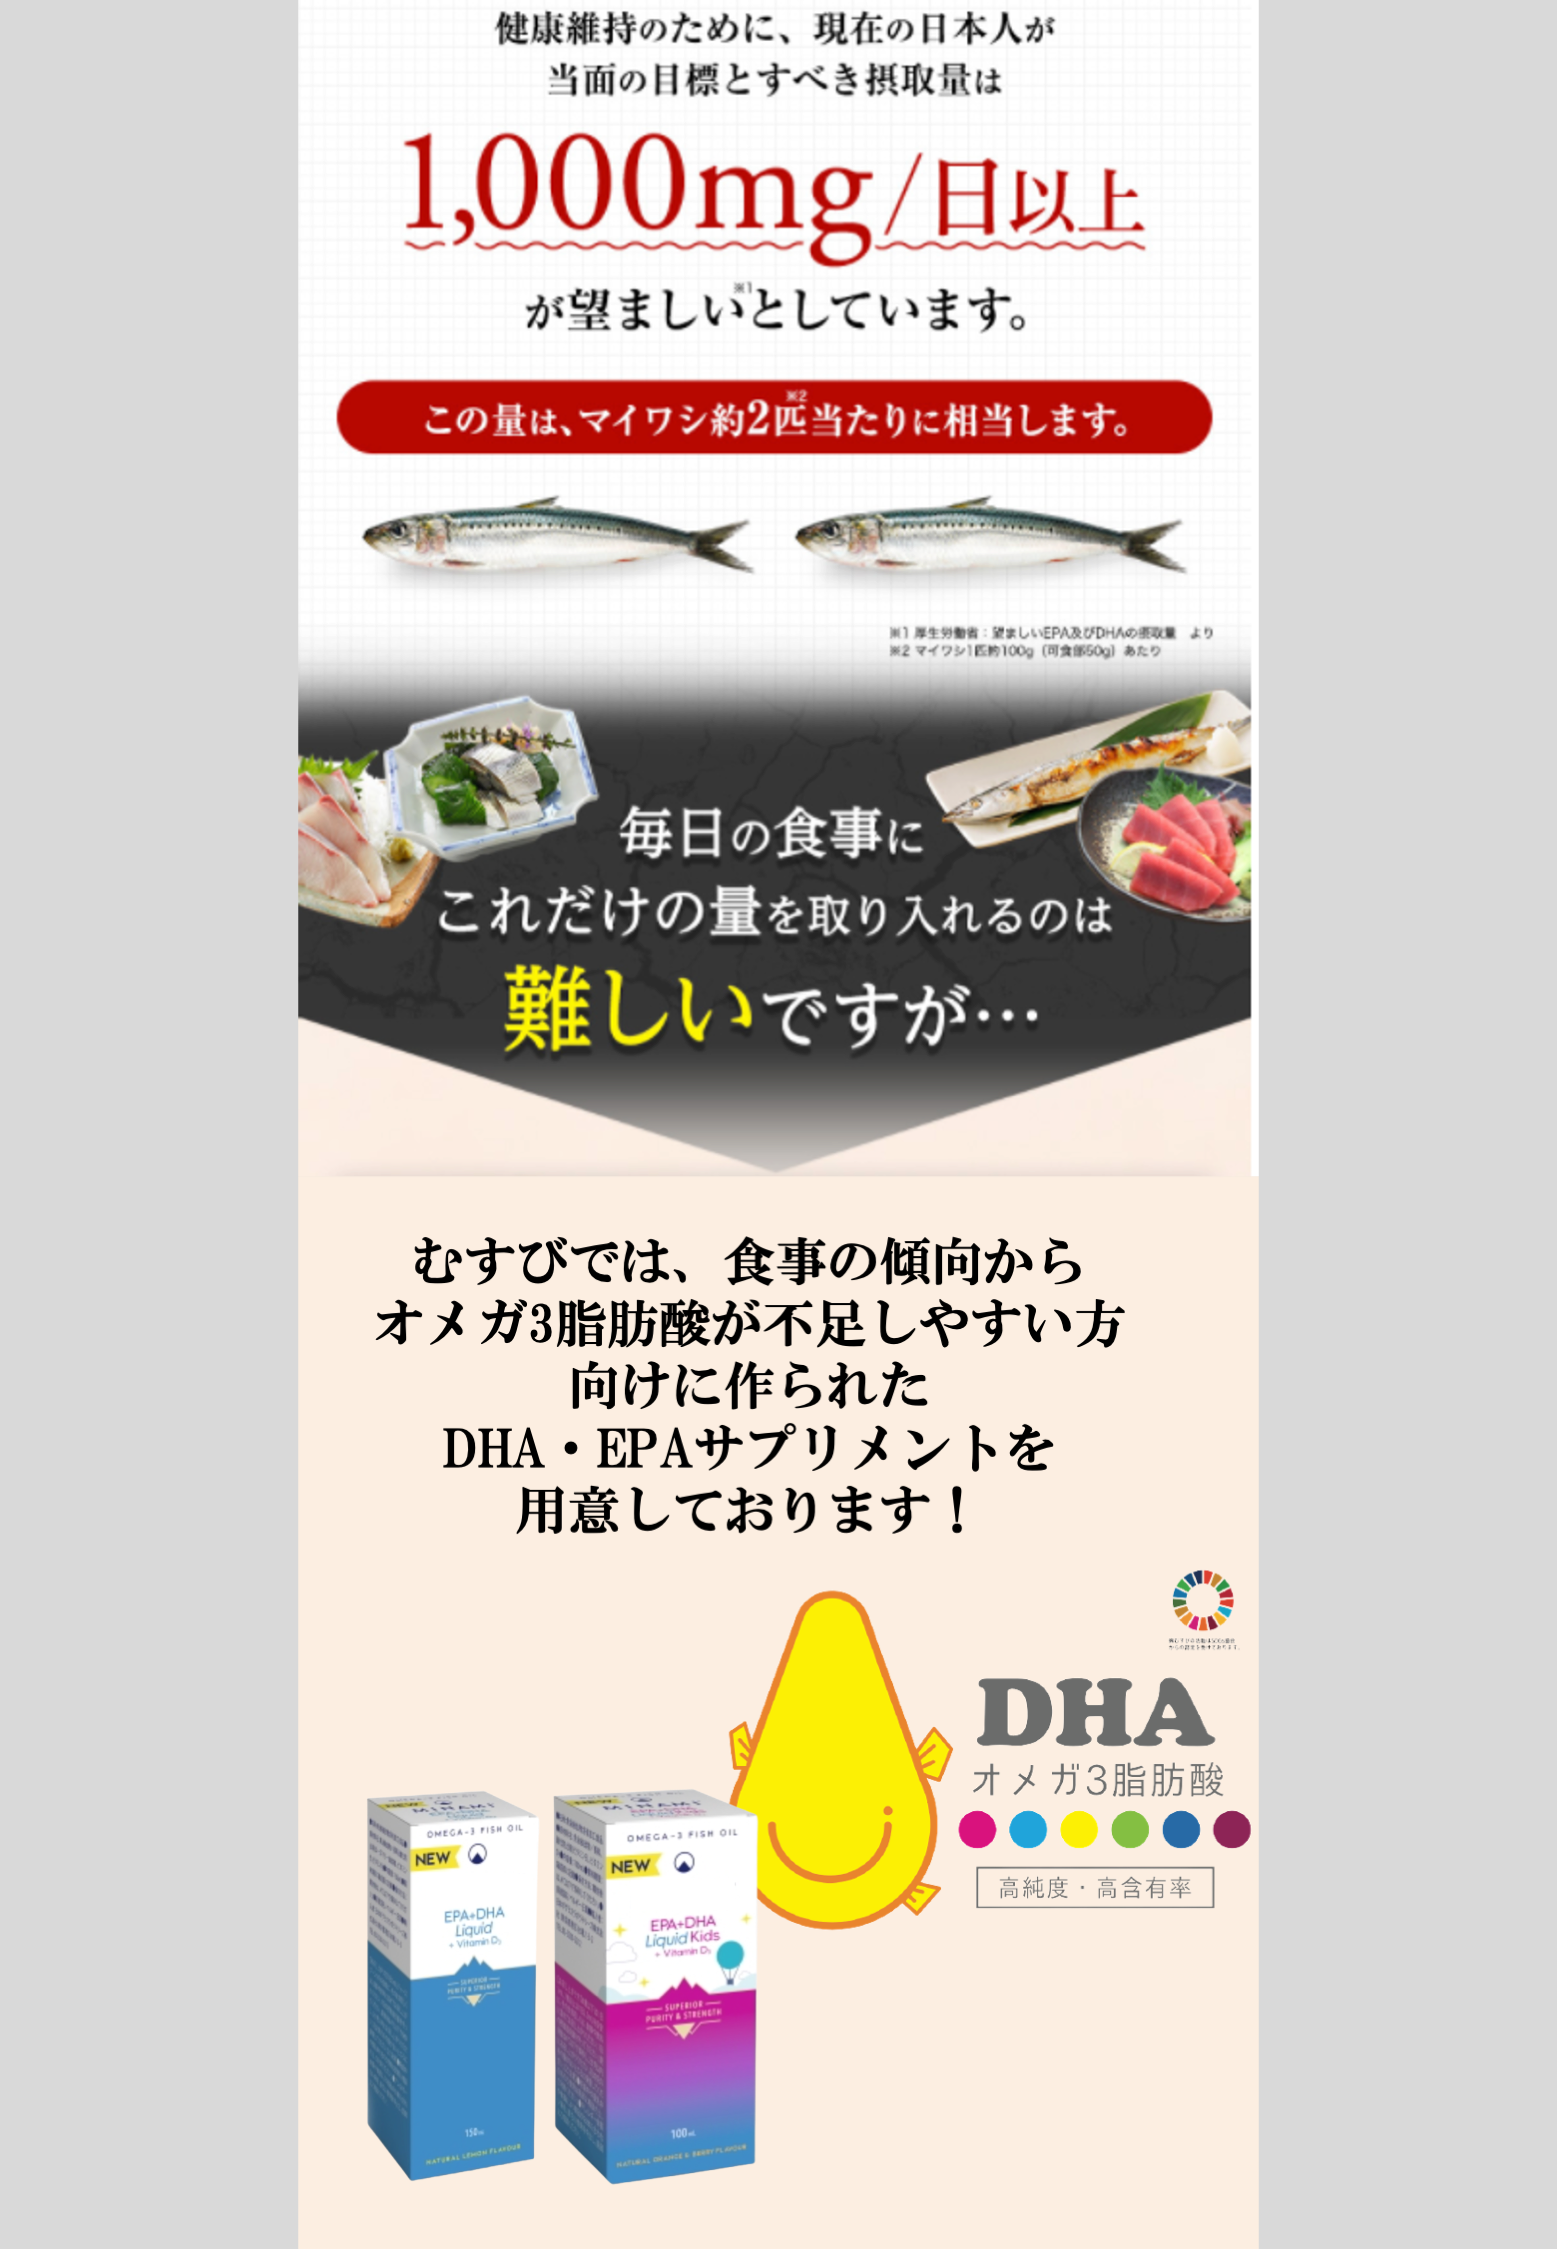 健康維持のために、現在の日本人が
当面の目標とすべき摂取量は
1,000mg/日以上
が望ましい※1としています。
この量は、マイワシ約2匹※2当たりに相当します。
※1 厚生労働省：望ましいEPA及びDHAの摂取量 より
※2 マイワシ1匹約100g（可食部50g）あたり
毎日の食事に
これだけの量を取り入れるのは
難しいですが…
むすびでは、食事の傾向から
オメガ3脂肪酸が不足しやすい方
向けに作られた
DHA・EPAサプリメントを
用意しております！
DHA
オメガ3脂肪酸
高純度・高含有率
NEW
MINAMI
OMEGA-3 FISH OIL
NEW
EPA+DHA
Liquid
+ Vitamin D₃
SUPERIOR
PURITY & STRENGTH
150mL
NATURAL LEMON FLAVOUR
NEW
MINAMI
OMEGA-3 FISH OIL
NEW
EPA+DHA
Liquid Kids
+ Vitamin D₃
SUPERIOR
PURITY & STRENGTH
100mL
NATURAL ORANGE & BERRY FLAVOUR